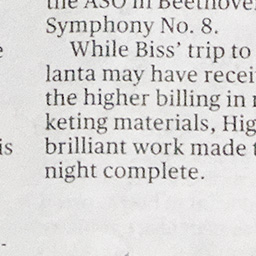 the ASO in Beethove
Symphony No. 8.
While Biss' trip to
lanta may have recei
the higher billing in
keting materials, Hig
is brilliant work made
night complete.